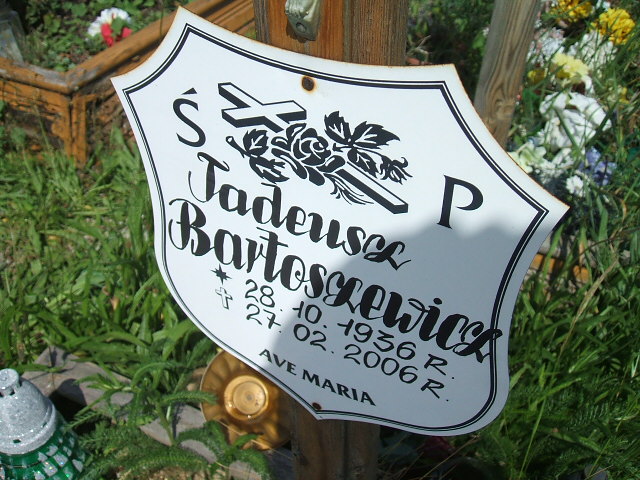 Ś P
Tadeusz
Bartoszewicz
28. 10. 1936 R.
27. 02. 2006 R.
AVE MARIA